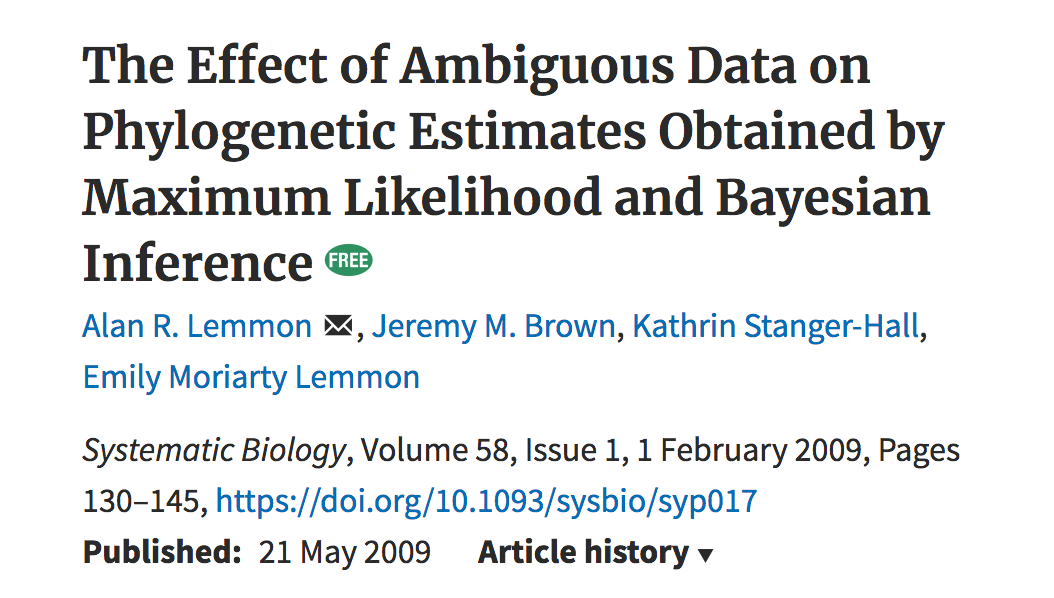 The Effect of Ambiguous Data on
Phylogenetic Estimates Obtained by
Maximum Likelihood and Bayesian
Inference FREE
Alan R. Lemmon, Jeremy M. Brown, Kathrin Stanger-Hall,
Emily Moriarty Lemmon
Systematic Biology, Volume 58, Issue 1, 1 February 2009, Pages
130–145, https://doi.org/10.1093/sysbio/syp017
Published: 21 May 2009 Article history ▼